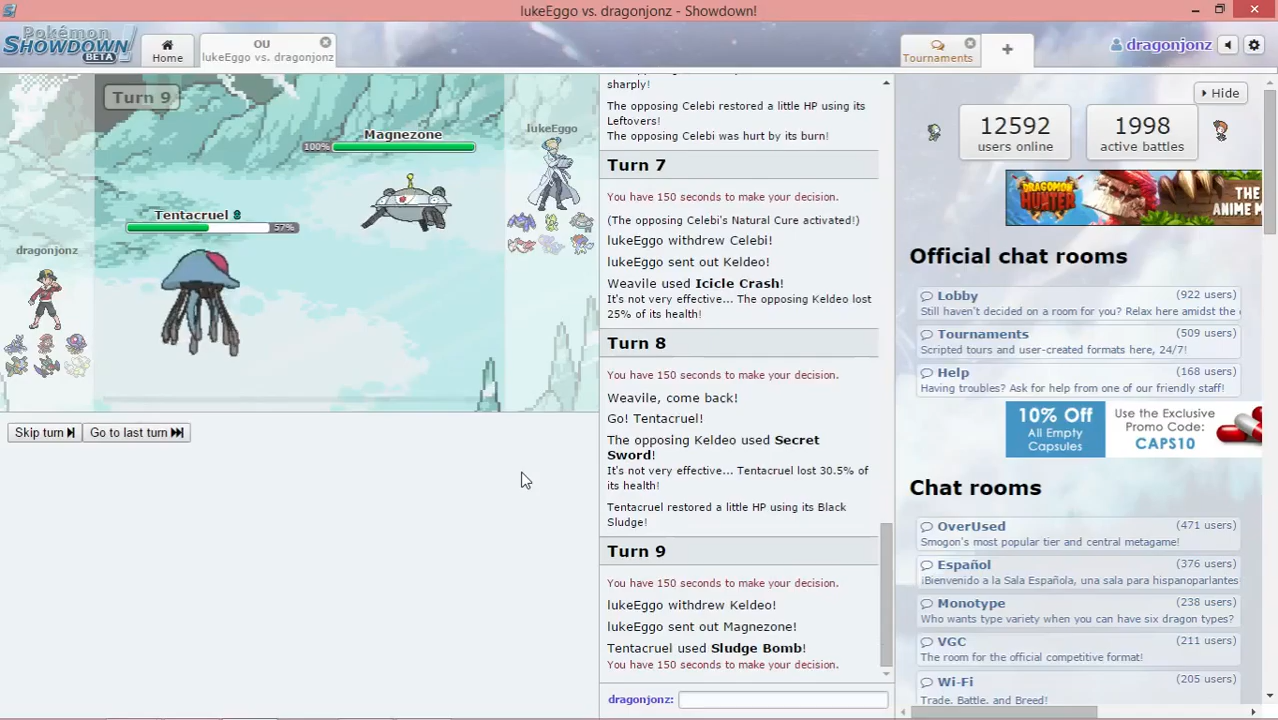 lukeEggo vs. dragonjonz - Showdown!
Pokémon
SHOWDOWN!
BETA
Home
OU
lukeEggo vs. dragonjonz
Tournaments
dragonjonz
Turn 9
Magnezone
100%
lukeEggo
Tentacruel
57%
dragonjonz
Skip turn
Go to last turn
sharply!
The opposing Celebi restored a little HP using its
Leftovers!
The opposing Celebi was hurt by its burn!
Turn 7
You have 150 seconds to make your decision.
(The opposing Celebi's Natural Cure activated!)
lukeEggo withdrew Celebi!
lukeEggo sent out Keldeo!
Weavile used Icicle Crash!
It's not very effective... The opposing Keldeo lost
25% of its health!
Turn 8
You have 150 seconds to make your decision.
Weavile, come back!
Go! Tentacruel!
The opposing Keldeo used Secret
Sword!
It's not very effective... Tentacruel lost 30.5% of
its health!
Tentacruel restored a little HP using its Black
Sludge!
Turn 9
You have 150 seconds to make your decision.
lukeEggo withdrew Keldeo!
lukeEggo sent out Magnezone!
Tentacruel used Sludge Bomb!
You have 150 seconds to make your decision.
dragonjonz:
Hide
12592
users online
1998
active battles
DRAGOMON
HUNTER
THE
ANIME M
Official chat rooms
Lobby (922 users)
Still haven't decided on a room for you? Relax here amidst the
Tournaments (509 users)
Scripted tours and user-created formats here, 24/7!
Help (168 users)
Having troubles? Ask for help from one of our friendly staff!
10% Off
All Empty
Capsules
Use the Exclusive
Promo Code:
CAPS10
Chat rooms
OverUsed (471 users)
Smogon's most popular tier and central metagame!
Español (376 users)
¡Bienvenido a la Sala Española, una sala para hispanoparlantes
Monotype (238 users)
Who wants type variety when you can have six dragon types?
VGC (211 users)
The room for the official competitive format!
Wi-Fi (205 users)
Trade, Battle, and Breed!